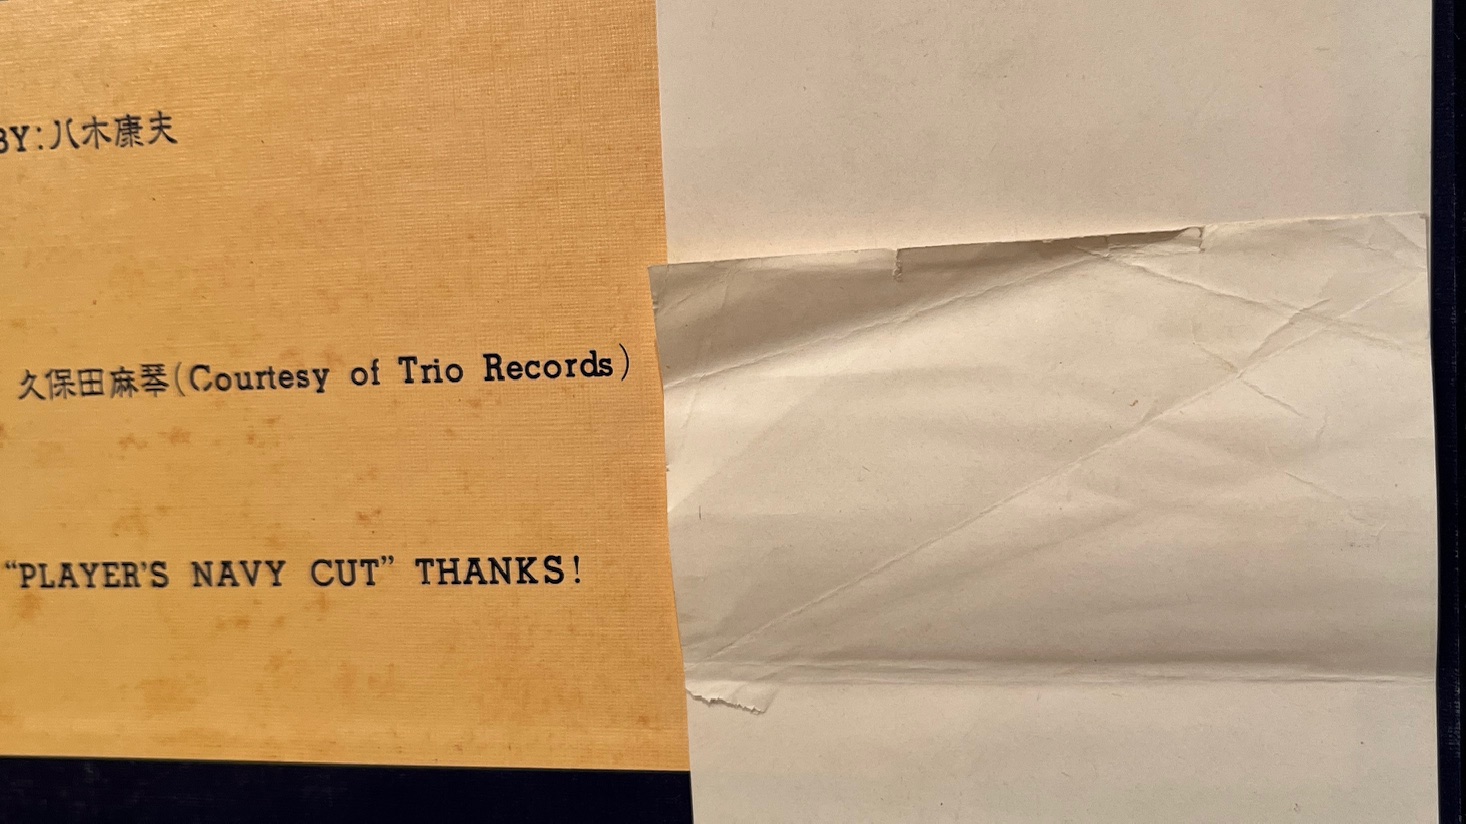 BY:八木康夫
久保田麻琴(Courtesy of Trio Records)
“PLAYER'S NAVY CUT” THANKS!